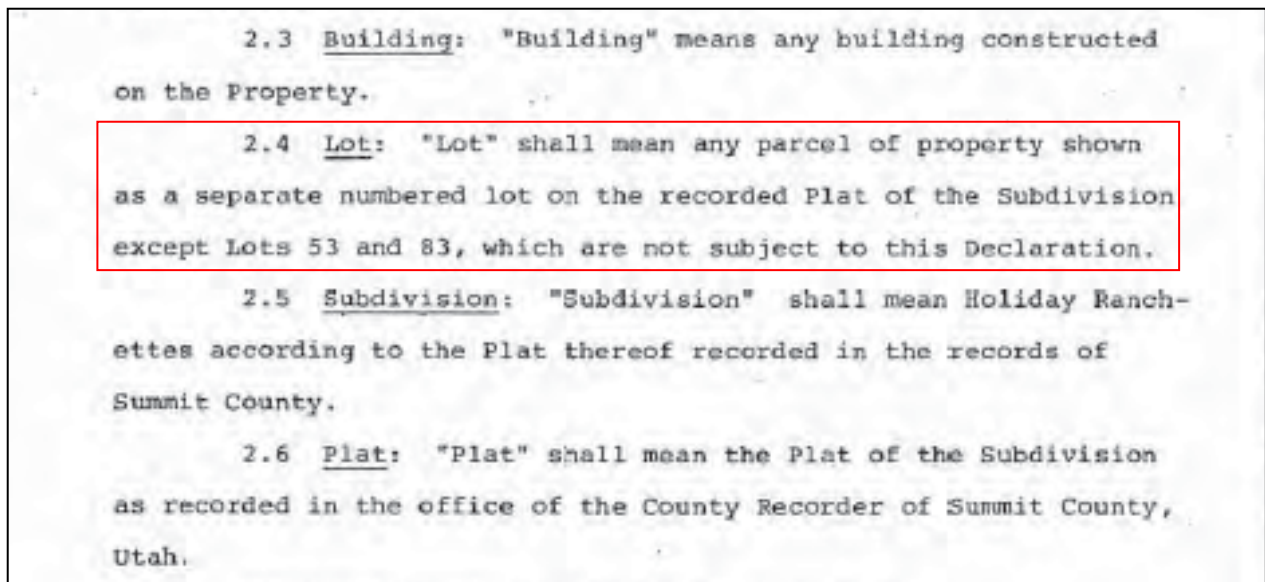 2.3 Building: "Building" means any building constructed
on the Property.
2.4 Lot: "Lot" shall mean any parcel of property shown
as a separate numbered lot on the recorded Plat of the Subdivision
except Lots 53 and 83, which are not subject to this Declaration.
2.5 Subdivision: "Subdivision" shall mean Holiday Ranch-
ettes according to the Plat thereof recorded in the records of
Summit County.
2.6 Plat: "Plat" shall mean the Plat of the Subdivision
as recorded in the office of the County Recorder of Summit County,
Utah.